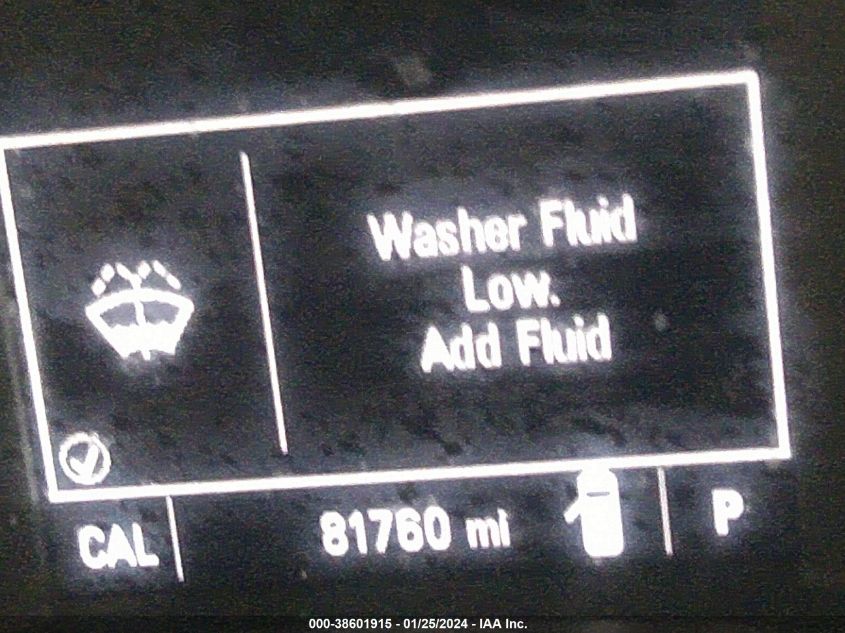 Washer Fluid
Low.
Add Fluid
CAL 81760 mi P
000-38601915 - 01/25/2024 - IAA Inc.